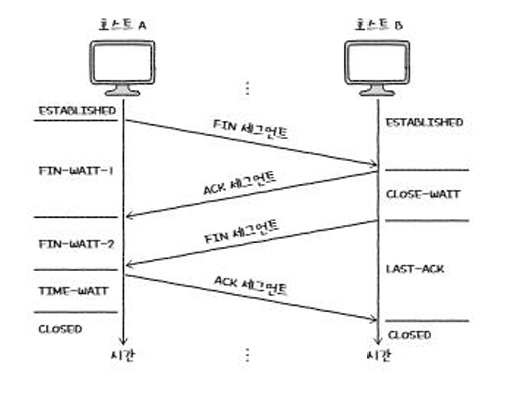 호스트 A
호스트 B
ESTABLISHED
ESTABLISHED
FIN 세그먼트
FIN-WAIT-1
ACK 세그먼트
CLOSE-WAIT
FIN 세그먼트
FIN-WAIT-2
LAST-ACK
ACK 세그먼트
TIME-WAIT
CLOSED
CLOSED
시간
시간